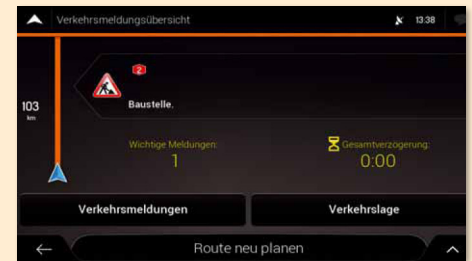 Verkehrsmeldungsübersicht
13:38
2
103
km
Baustelle.
Wichtige Meldungen:
1
Gesamtverzögerung:
0:00
Verkehrsmeldungen
Verkehrslage
Route neu planen